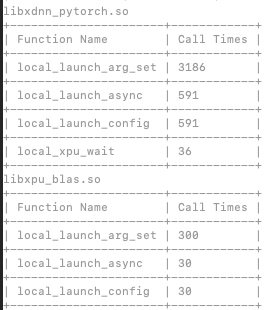 libxdnn_pytorch.so
+------------------+------------+
| Function Name | Call Times |
+------------------+------------+
| local_launch_arg_set | 3186
+------------------+------------+
| local_launch_async | 591
+------------------+------------+
| local_launch_config | 591
+------------------+------------+
| local_xpu_wait | 36
+------------------+------------+
libxpu_blas.so
+------------------+------------+
| Function Name | Call Times |
+------------------+------------+
| local_launch_arg_set | 300
+------------------+------------+
| local_launch_async | 30
+------------------+------------+
| local_launch_config | 30
+------------------+------------+